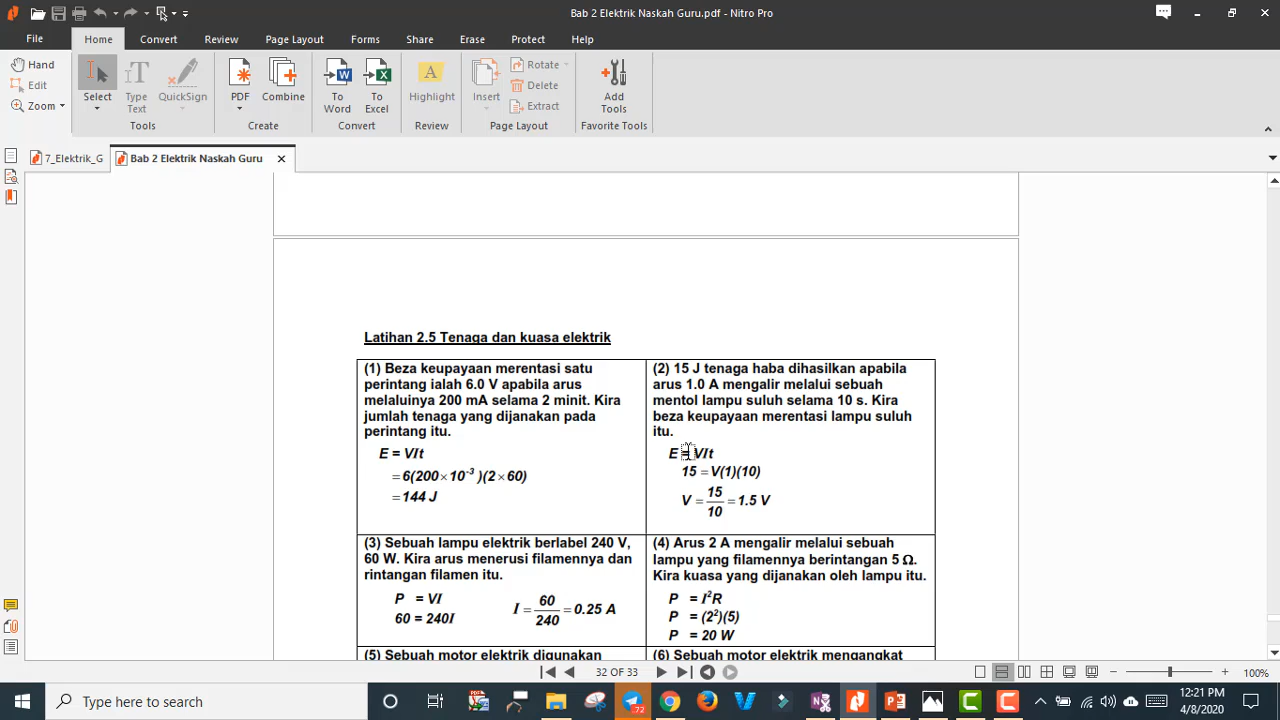 Bab 2 Elektrik Naskah Guru.pdf - Nitro Pro
File Home Convert Review Page Layout Forms Share Erase Protect Help
Hand
Edit
Zoom
Select
Type Text
QuickSign
PDF
Combine
To Word
To Excel
Highlight
Insert
Rotate
Delete
Extract
Add Tools
Tools Create Convert Review Page Layout Favorite Tools
7_Elektrik_G Bab 2 Elektrik Naskah Guru
Latihan 2.5 Tenaga dan kuasa elektrik
(1) Beza keupayaan merentasi satu
perintang ialah 6.0 V apabila arus
melaluinya 200 mA selama 2 minit. Kira
jumlah tenaga yang dijanakan pada
perintang itu.
E = VIt
=6(200×10⁻³)(2×60)
=144 J
(2) 15 J tenaga haba dihasilkan apabila
arus 1.0 A mengalir melalui sebuah
mentol lampu suluh selama 10 s. Kira
beza keupayaan merentasi lampu suluh
itu.
E = VIt
15 =V(1)(10)
V = 15/10 = 1.5 V
(3) Sebuah lampu elektrik berlabel 240 V,
60 W. Kira arus menerusi filamennya dan
rintangan filamen itu.
P = VI
60 = 240I
I = 60/240 = 0.25 A
(4) Arus 2 A mengalir melalui sebuah
lampu yang filamennya berintangan 5 Ω.
Kira kuasa yang dijanakan oleh lampu itu.
P = I²R
P = (2²)(5)
P = 20 W
(5) Sebuah motor elektrik digunakan
(6) Sebuah motor elektrik mengangkat
32 OF 33
100%
Type here to search
72
12:21 PM
4/8/2020